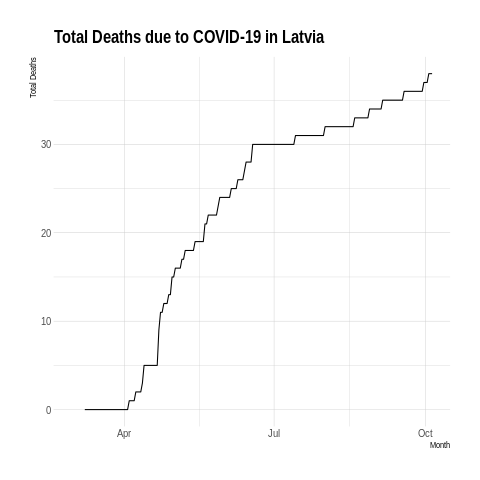 Total Deaths due to COVID-19 in Latvia
Total Deaths
30
20
10
0
Apr
Jul
Oct
Month